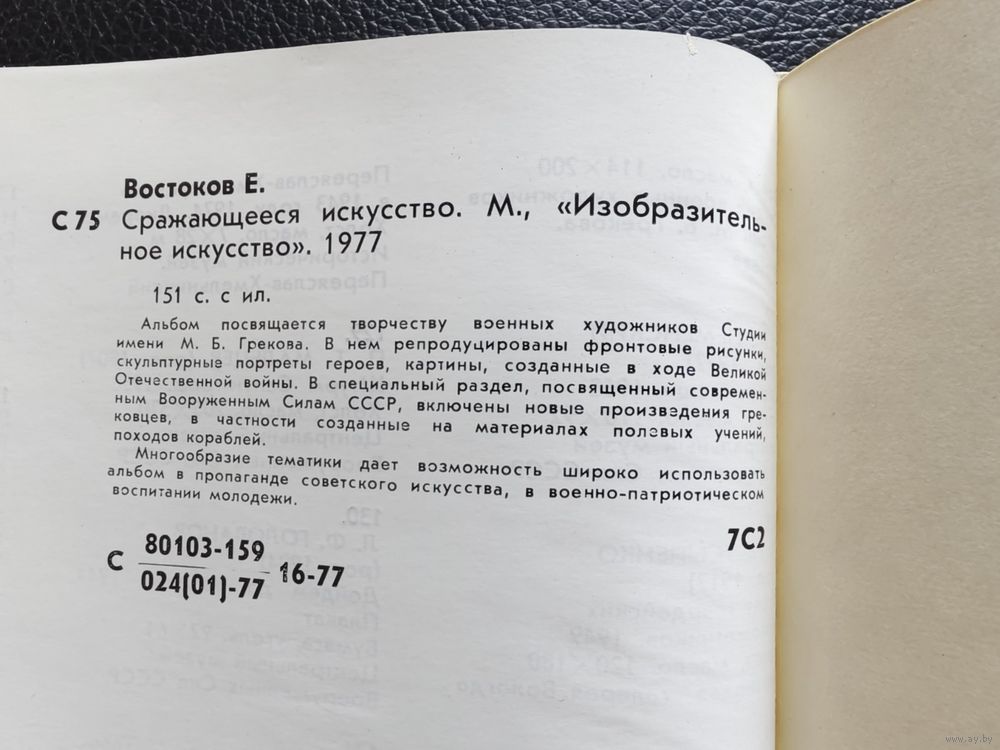 Востоков Е.
С 75 Сражающееся искусство. М., «Изобразитель-
ное искусство». 1977
151 с. с ил.
Альбом посвящается творчеству военных художников Студии
имени М. Б. Грекова. В нем репродуцированы фронтовые рисунки,
скульптурные портреты героев, картины, созданные в ходе Великой
Отечественной войны. В специальный раздел, посвященный современ-
ным Вооруженным Силам СССР, включены новые произведения гре-
ковцев, в частности созданные на материалах полевых учений,
походов кораблей.
Многообразие тематики дает возможность широко использовать
альбом в пропаганде советского искусства, в военно-патриотическом
воспитании молодежи.
7С2
С 80103-159
024(01)-77 16-77
www.ay.by